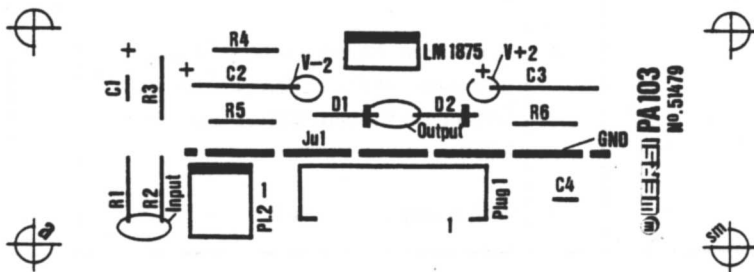 R4
LM 1875
V-2
V+2
+
C1
R3
+
C2
+
C3
D1
D2
R5
Output
R6
Ju1
GND
R1
R2
Input
PL2
1
1
Plug 1
C4
PA103
Nº.51479
a
sm